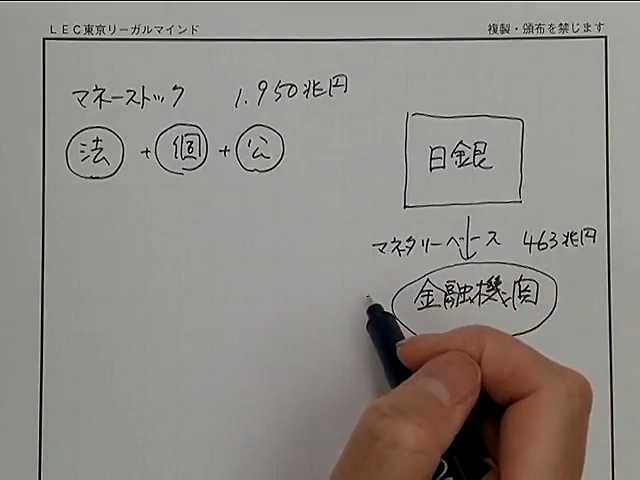 LEC東京リーガルマインド
複製・頒布を禁じます
マネーストック 1.950兆円
法 + 個 + 公
日銀
マネタリーベース 463兆円
金融機関